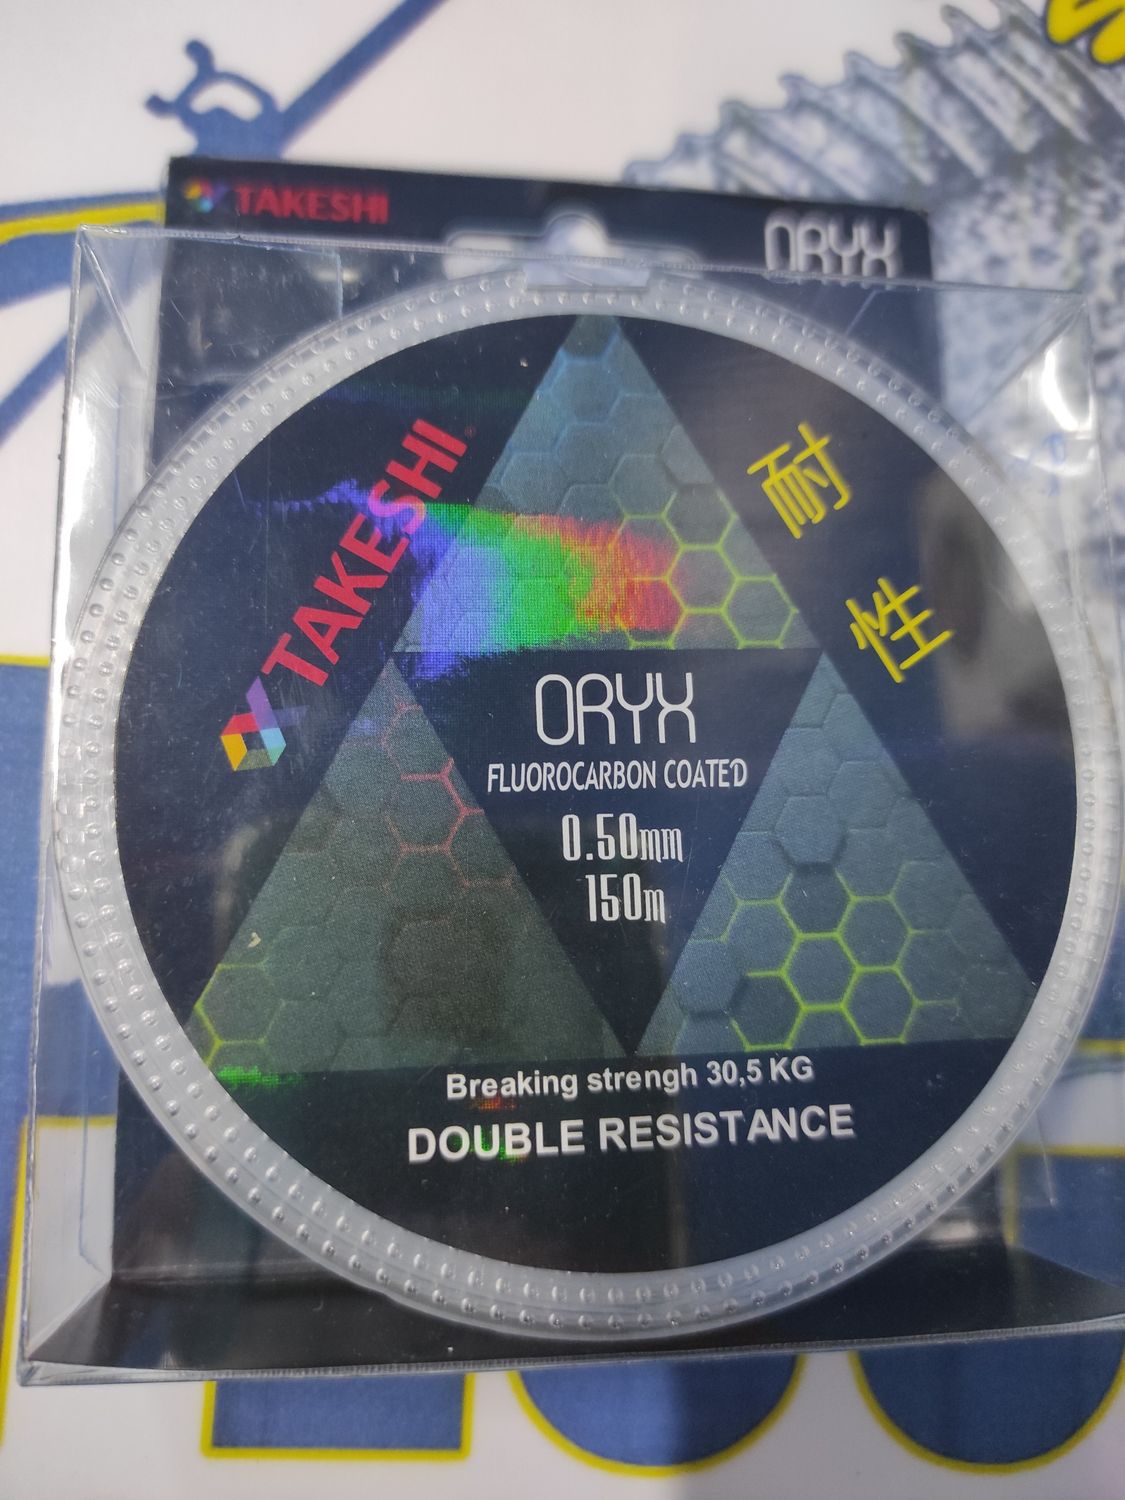 TAKESHI
ORYX
TAKESHI
耐
性
ORYX
FLUOROCARBON COATED
0.50mm
150m
Breaking strengh 30,5 KG
DOUBLE RESISTANCE